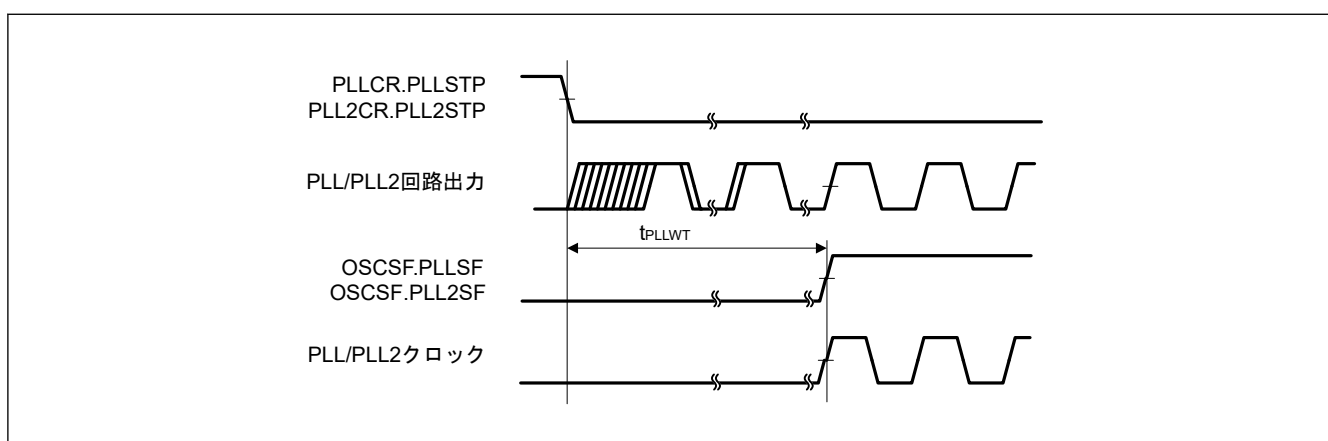 PLLCR.PLLSTP
PLL2CR.PLL2STP
PLL/PLL2回路出力
tPLLWT
OSCSF.PLLSF
OSCSF.PLL2SF
PLL/PLL2クロック